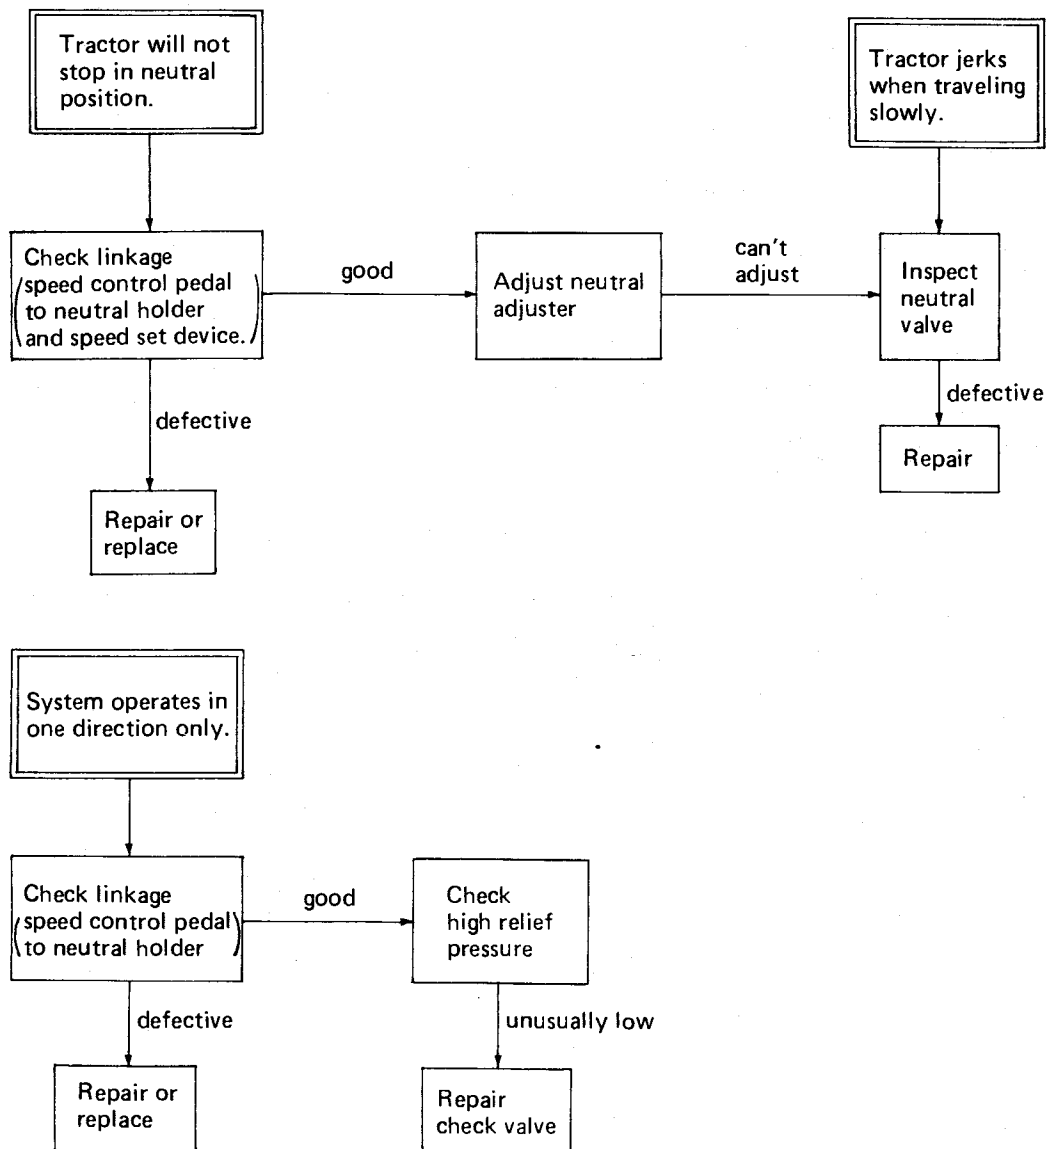 Tractor will not
stop in neutral
position.
Tractor jerks
when traveling
slowly.
Check linkage
(speed control pedal
to neutral holder
and speed set device.)
good
Adjust neutral
adjuster
can't
adjust
Inspect
neutral
valve
defective
Repair or
replace
defective
Repair
System operates in
one direction only.
Check linkage
(speed control pedal
to neutral holder)
good
Check
high relief
pressure
defective
Repair or
replace
unusually low
Repair
check valve